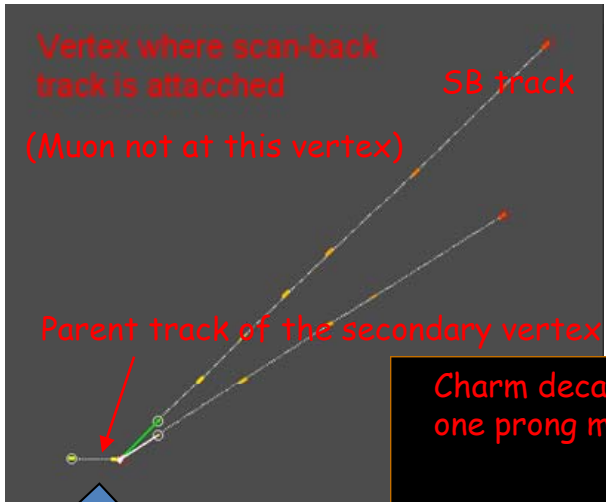 Vertex where scan-back
track is attacched
SB track
(Muon not at this vertex)
Parent track of the secondary vertex
Charm deca
one prong m